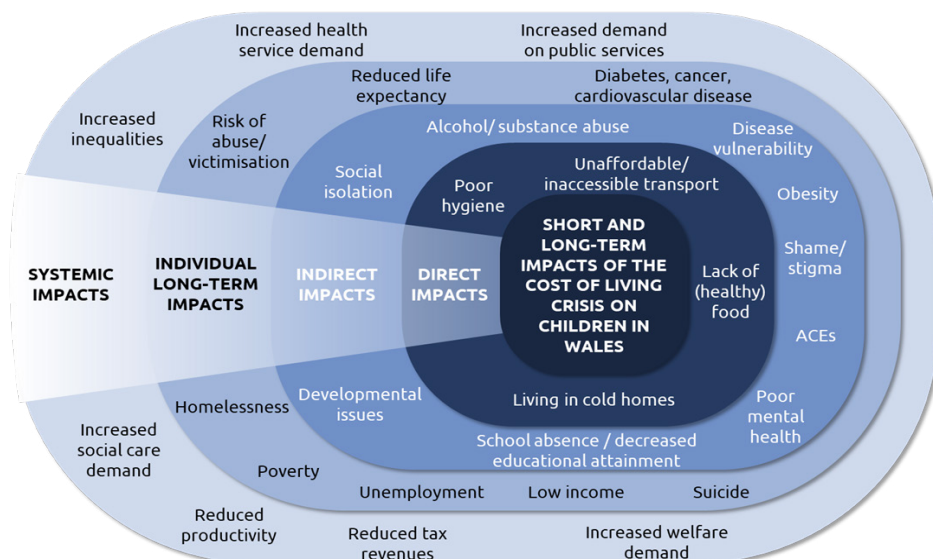 Increased health
service demand
Increased demand
on public services
Reduced life
expectancy
Diabetes, cancer,
cardiovascular disease
Increased
inequalities
Risk of
abuse/
victimisation
Alcohol/ substance abuse
Disease
vulnerability
Social
isolation
Poor
hygiene
Unaffordable/
inaccessible transport
Obesity
SYSTEMIC
IMPACTS
INDIVIDUAL
LONG-TERM
IMPACTS
INDIRECT
IMPACTS
DIRECT
IMPACTS
SHORT AND
LONG-TERM
IMPACTS OF THE
COST OF LIVING
CRISIS ON
CHILDREN IN
WALES
Lack of
(healthy)
food
Shame/
stigma
ACEs
Developmental
issues
Living in cold homes
Poor
mental
health
Homelessness
Increased
social care
demand
School absence / decreased
educational attainment
Poverty
Unemployment
Low income
Suicide
Reduced
productivity
Reduced tax
revenues
Increased welfare
demand